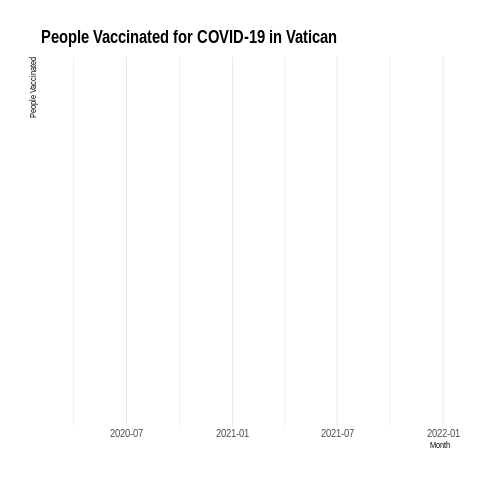 People Vaccinated for COVID-19 in Vatican
People Vaccinated
2020-07
2021-01
2021-07
2022-01
Month